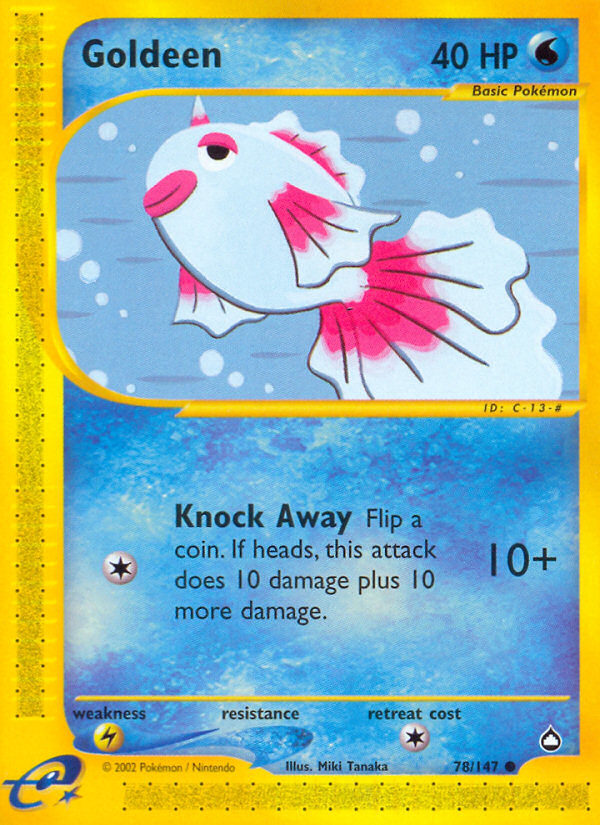 Goldeen 40 HP
Basic Pokémon
ID: C-13-#
Knock Away Flip a
coin. If heads, this attack
does 10 damage plus 10
more damage.
10+
weakness resistance retreat cost
© 2002 Pokémon / Nintendo Illus. Miki Tanaka 78/147
e